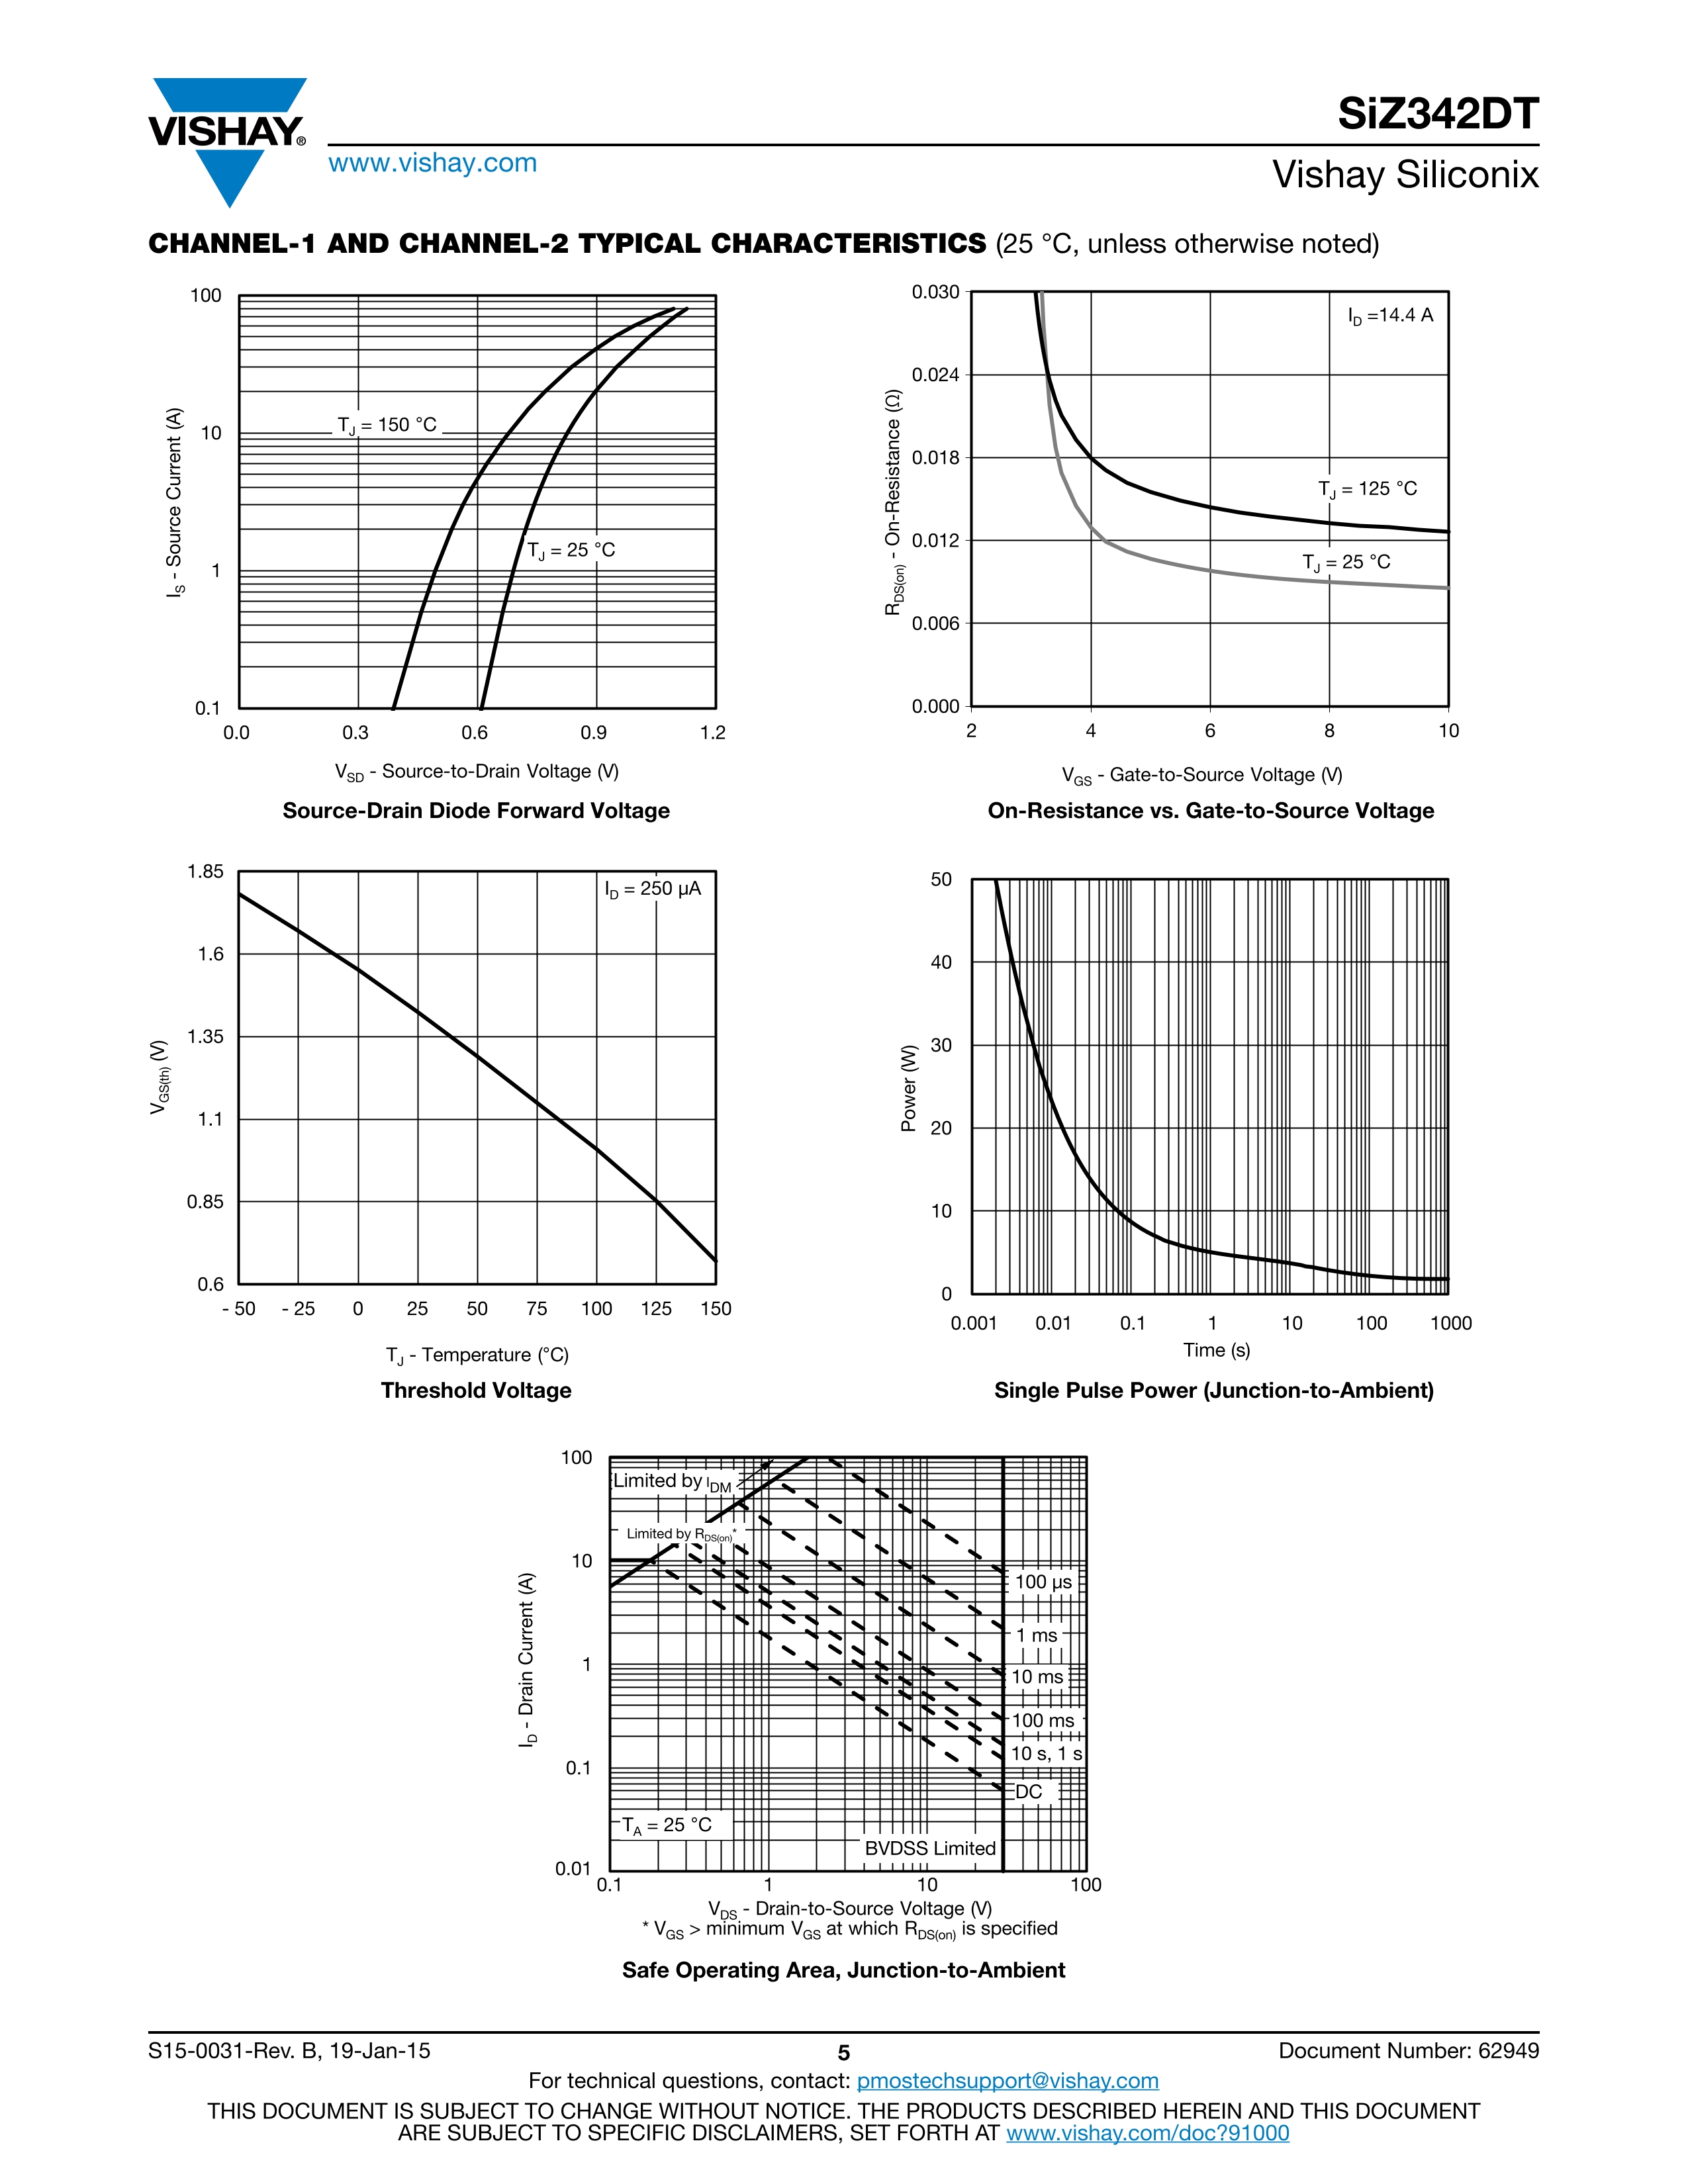 VISHAY®
www.vishay.com
SiZ342DT
Vishay Siliconix
CHANNEL-1 AND CHANNEL-2 TYPICAL CHARACTERISTICS (25 °C, unless otherwise noted)
100
10
1
0.1
0.0 0.3 0.6 0.9 1.2
IS - Source Current (A)
TJ = 150 °C
TJ = 25 °C
VSD - Source-to-Drain Voltage (V)
Source-Drain Diode Forward Voltage
0.030
0.024
0.018
0.012
0.006
0.000
2 4 6 8 10
RDS(on) - On-Resistance (Ω)
ID =14.4 A
TJ = 125 °C
TJ = 25 °C
VGS - Gate-to-Source Voltage (V)
On-Resistance vs. Gate-to-Source Voltage
1.85
1.6
1.35
1.1
0.85
0.6
- 50 - 25 0 25 50 75 100 125 150
VGS(th) (V)
ID = 250 μA
TJ - Temperature (°C)
Threshold Voltage
50
40
30
20
10
0
0.001 0.01 0.1 1 10 100 1000
Power (W)
Time (s)
Single Pulse Power (Junction-to-Ambient)
100
10
1
0.1
0.01
0.1 1 10 100
ID - Drain Current (A)
Limited by IDM
Limited by RDS(on)*
100 μs
1 ms
10 ms
100 ms
10 s, 1 s
DC
TA = 25 °C
BVDSS Limited
VDS - Drain-to-Source Voltage (V)
* VGS > minimum VGS at which RDS(on) is specified
Safe Operating Area, Junction-to-Ambient
S15-0031-Rev. B, 19-Jan-15
5
Document Number: 62949
For technical questions, contact: pmostechsupport@vishay.com
THIS DOCUMENT IS SUBJECT TO CHANGE WITHOUT NOTICE. THE PRODUCTS DESCRIBED HEREIN AND THIS DOCUMENT
ARE SUBJECT TO SPECIFIC DISCLAIMERS, SET FORTH AT www.vishay.com/doc?91000